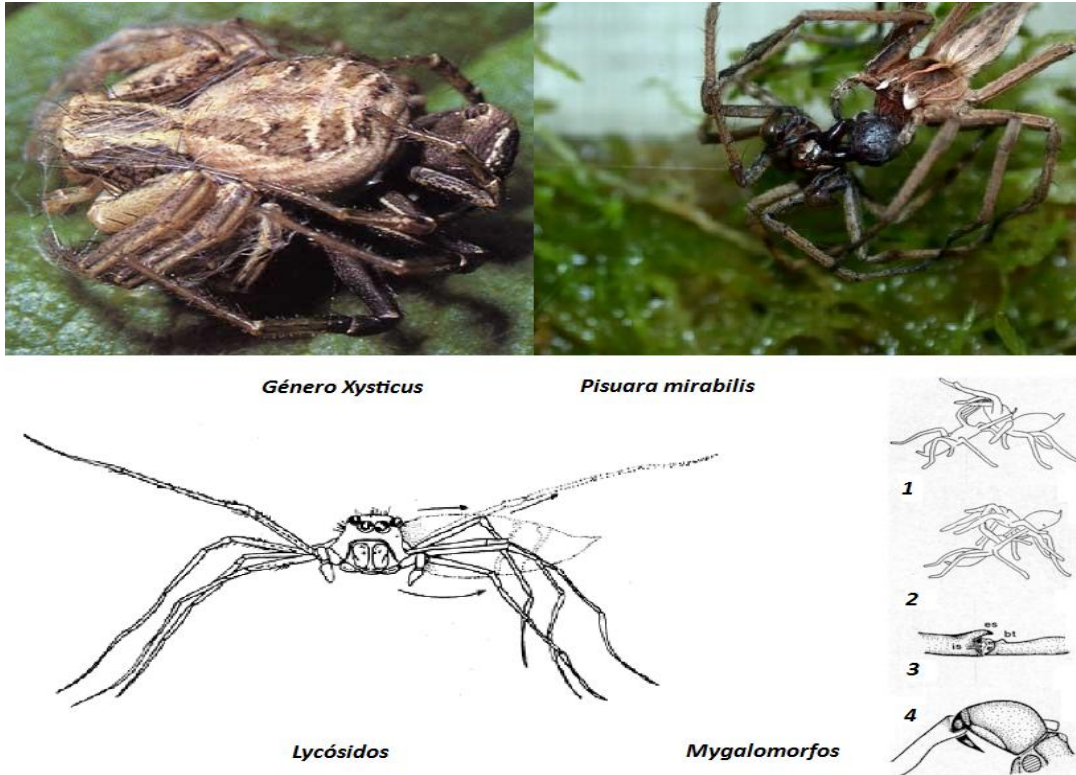 Género Xysticus
Pisuara mirabilis
1
2
es
bt
is
3
4
Lycósidos
Mygalomorfos